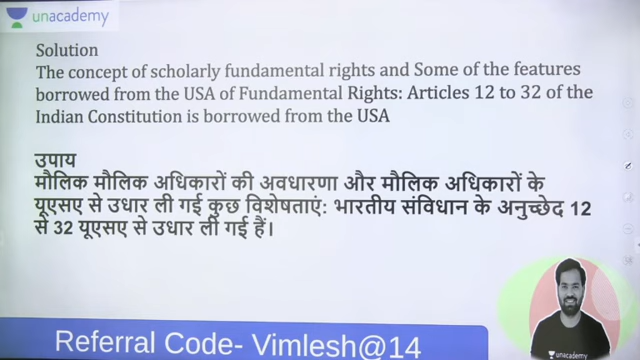 unacademy
Solution
The concept of scholarly fundamental rights and Some of the features
borrowed from the USA of Fundamental Rights: Articles 12 to 32 of the
Indian Constitution is borrowed from the USA
उपाय
मौलिक मौलिक अधिकारों की अवधारणा और मौलिक अधिकारों के
यूएसए से उधार ली गई कुछ विशेषताएं: भारतीय संविधान के अनुच्छेद 12
से 32 यूएसए से उधार ली गई हैं।
unacademy
Referral Code- Vimlesh@14